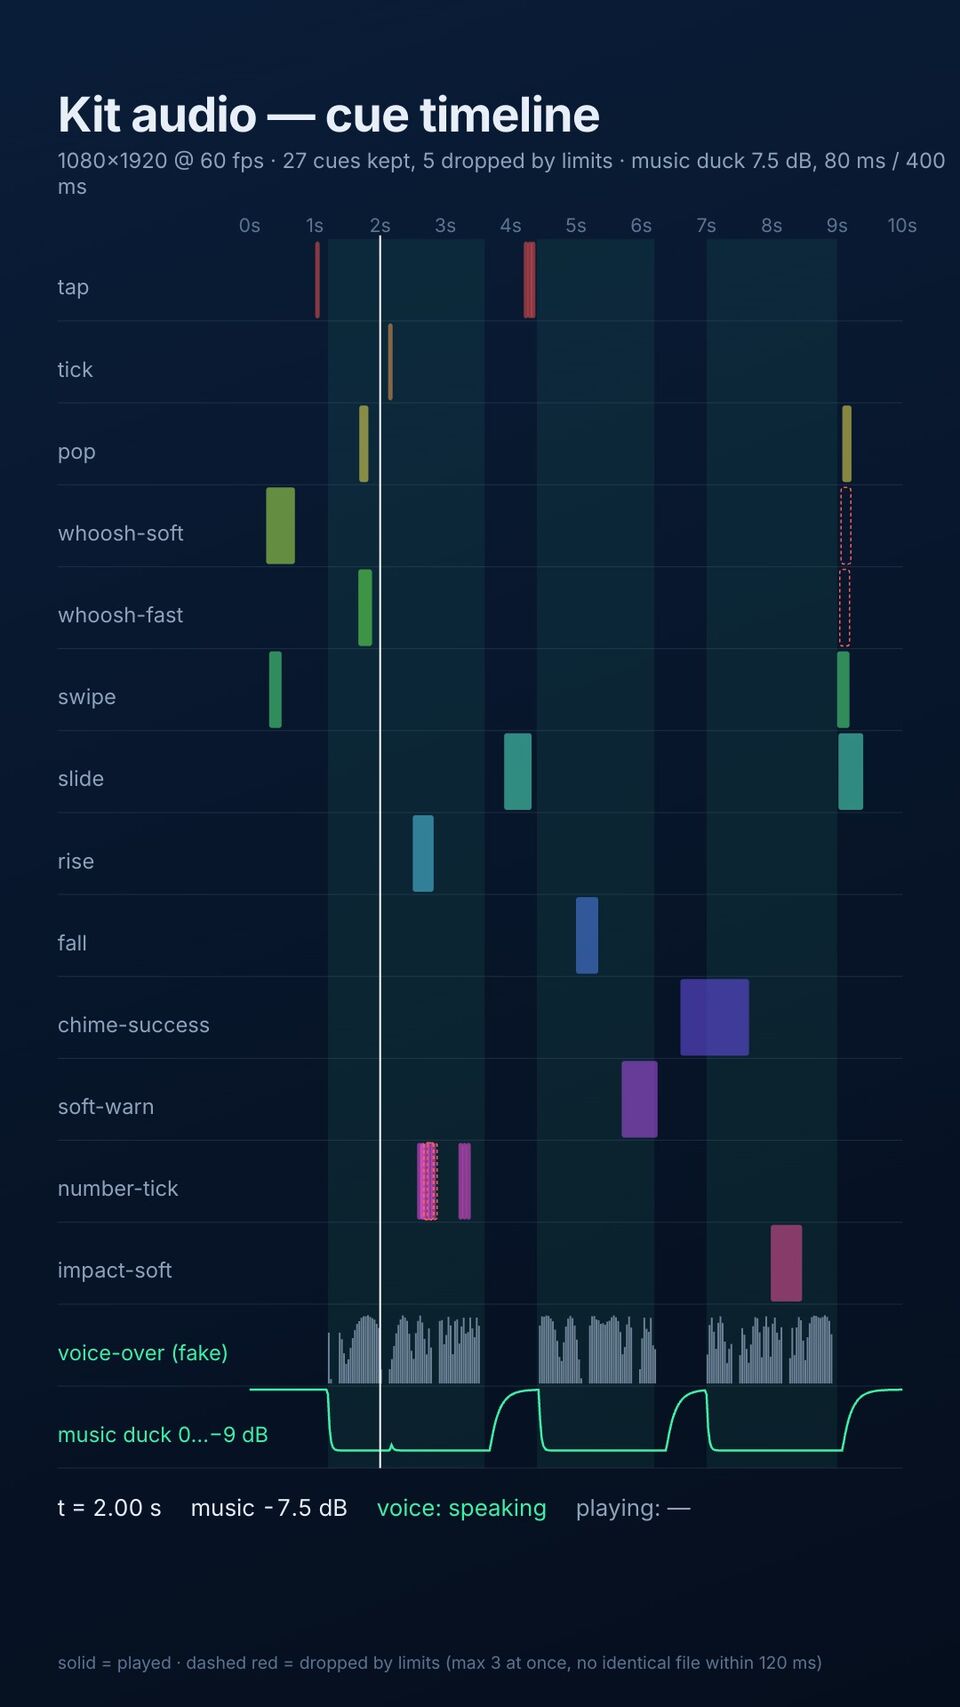 Kit audio — cue timeline
1080×1920 @ 60 fps · 27 cues kept, 5 dropped by limits · music duck 7.5 dB, 80 ms / 400
ms
0s 1s 2s 3s 4s 5s 6s 7s 8s 9s 10s
tap
tick
pop
whoosh-soft
whoosh-fast
swipe
slide
rise
fall
chime-success
soft-warn
number-tick
impact-soft
voice-over (fake)
music duck 0…−9 dB
t = 2.00 s music -7.5 dB voice: speaking playing: —
solid = played · dashed red = dropped by limits (max 3 at once, no identical file within 120 ms)